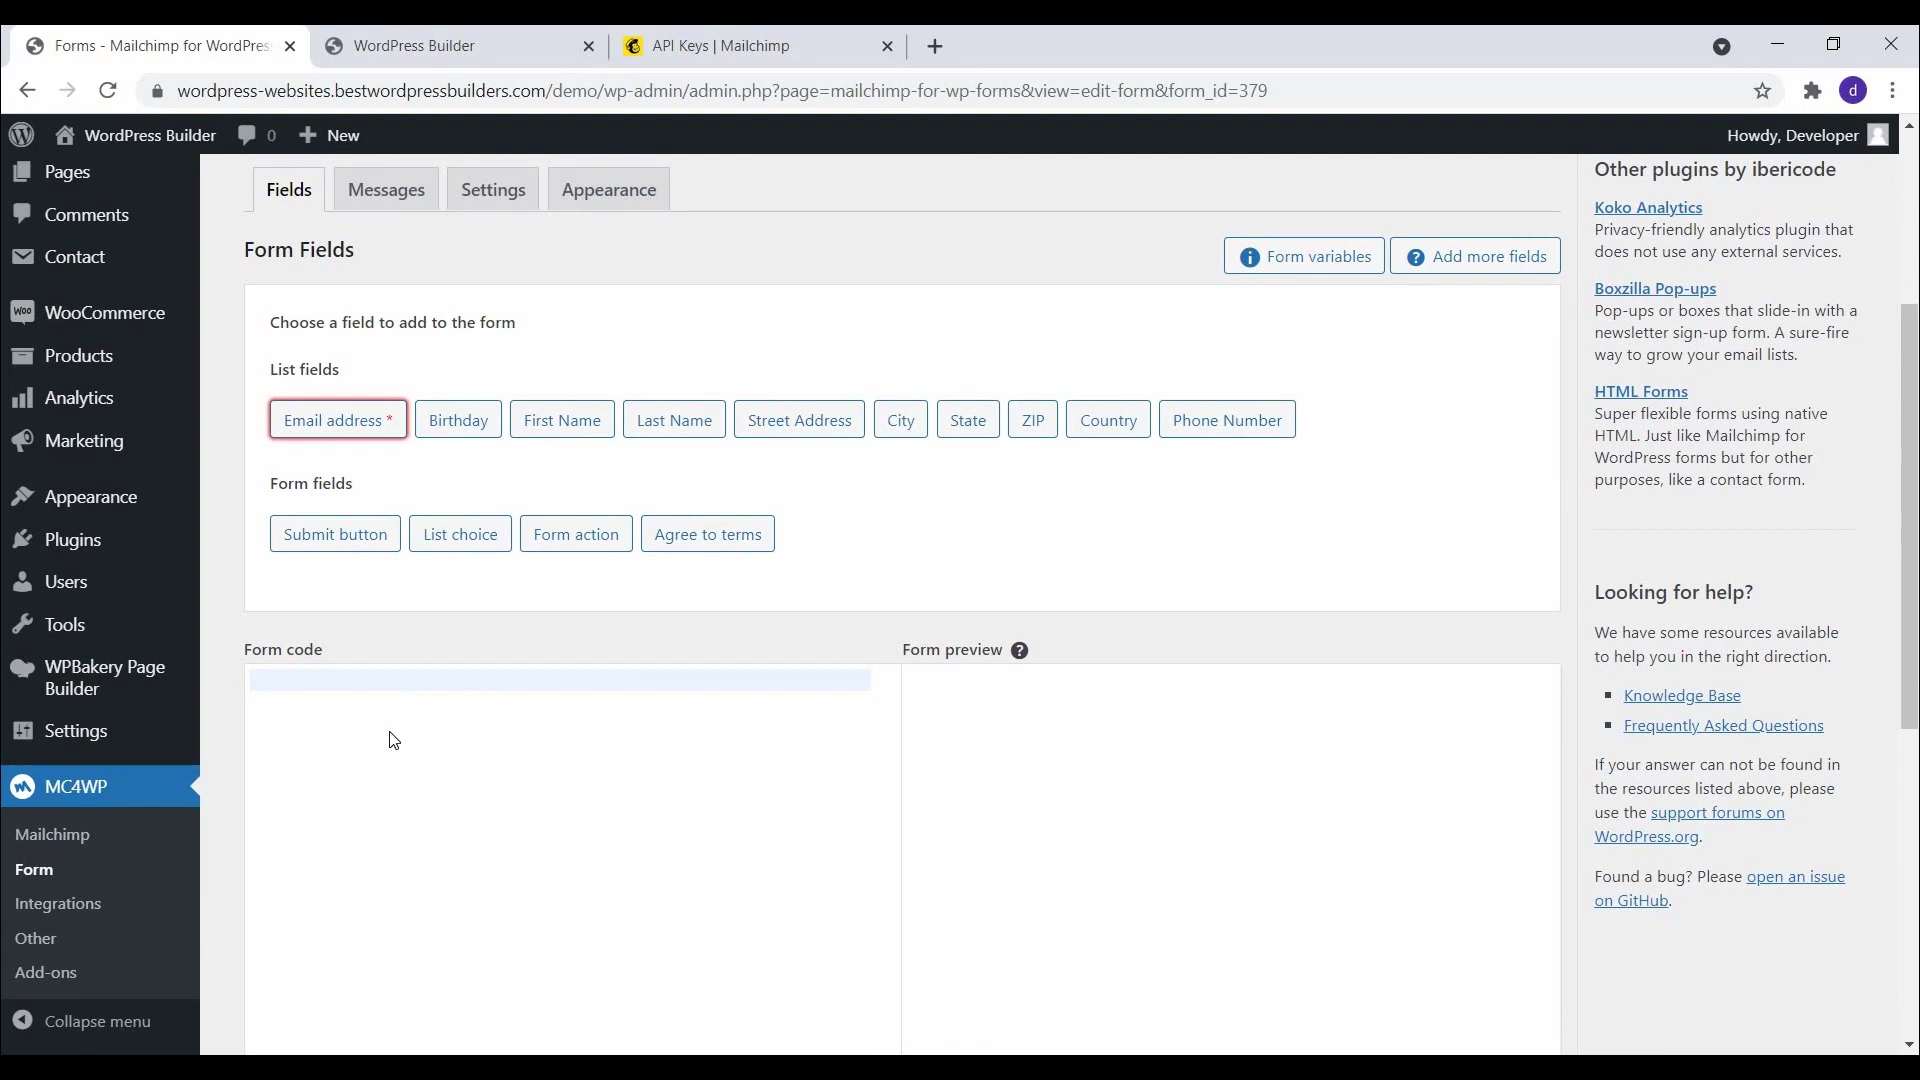 Forms - Mailchimp for WordPres
WordPress Builder
API Keys | Mailchimp
wordpress-websites.bestwordpressbuilders.com/demo/wp-admin/admin.php?page=mailchimp-for-wp-forms&view=edit-form&form_id=379
d
WordPress Builder
0
New
Howdy, Developer
Pages
Comments
Contact
WooCommerce
Products
Analytics
Marketing
Appearance
Plugins
Users
Tools
WPBakery Page
Builder
Settings
MC4WP
Mailchimp
Form
Integrations
Other
Add-ons
Collapse menu
Fields
Messages
Settings
Appearance
Form Fields
Form variables
Add more fields
Choose a field to add to the form
List fields
Email address *
Birthday
First Name
Last Name
Street Address
City
State
ZIP
Country
Phone Number
Form fields
Submit button
List choice
Form action
Agree to terms
Form code
Form preview ?
Other plugins by ibericode
Koko Analytics
Privacy-friendly analytics plugin that
does not use any external services.
Boxzilla Pop-ups
Pop-ups or boxes that slide-in with a
newsletter sign-up form. A sure-fire
way to grow your email lists.
HTML Forms
Super flexible forms using native
HTML. Just like Mailchimp for
WordPress forms but for other
purposes, like a contact form.
Looking for help?
We have some resources available
to help you in the right direction.
Knowledge Base
Frequently Asked Questions
If your answer can not be found in
the resources listed above, please
use the support forums on
WordPress.org.
Found a bug? Please open an issue
on GitHub.